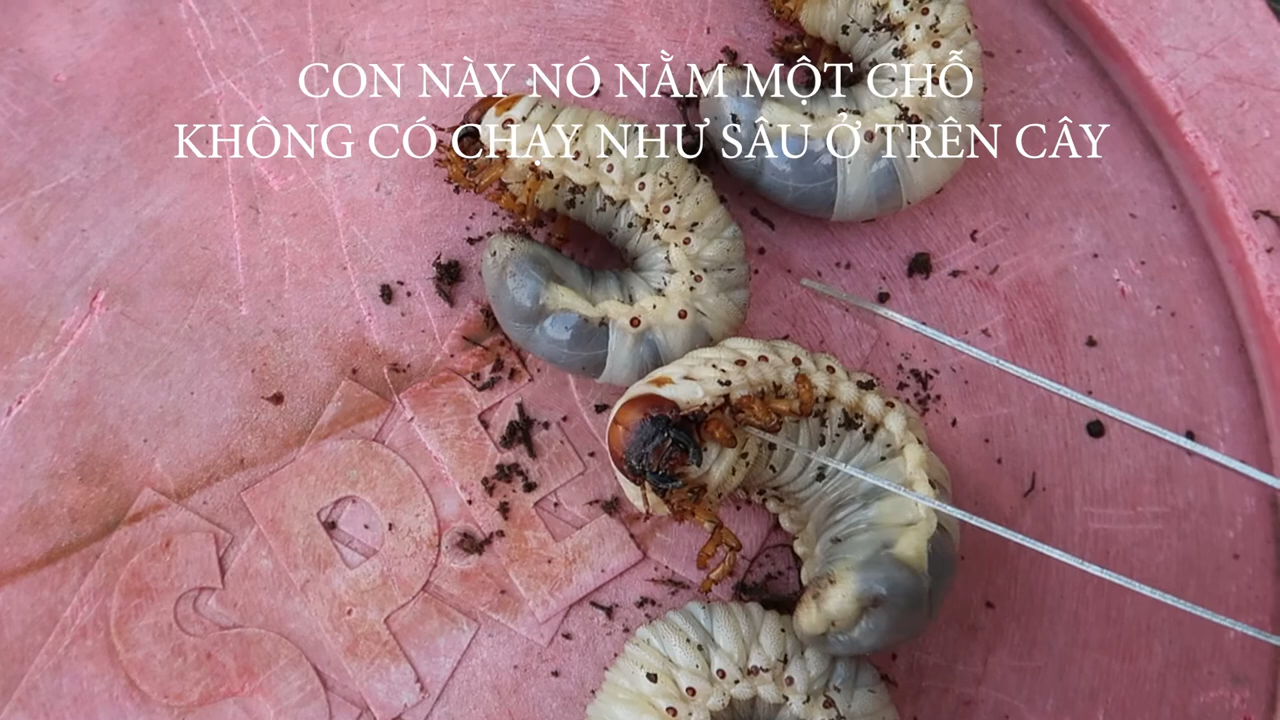 CON NÀY NÓ NẰM MỘT CHỖ
KHÔNG CÓ CHẠY NHƯ SÂU Ở TRÊN CÂY